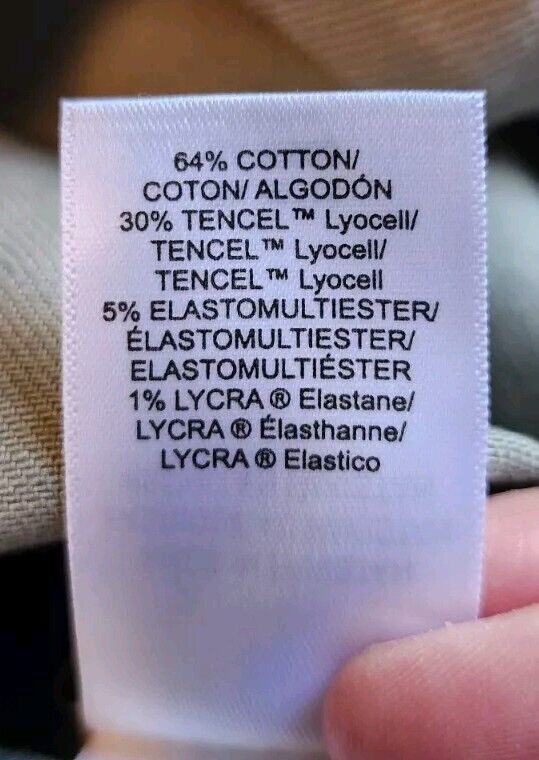 64% COTTON/
COTON/ ALGODÓN
30% TENCEL™ Lyocell/
TENCEL™ Lyocell/
TENCEL™ Lyocell
5% ELASTOMULTIESTER/
ÉLASTOMULTIESTER/
ELASTOMULTIÉSTER
1% LYCRA ® Elastane/
LYCRA ® Élasthanne/
LYCRA ® Elastico